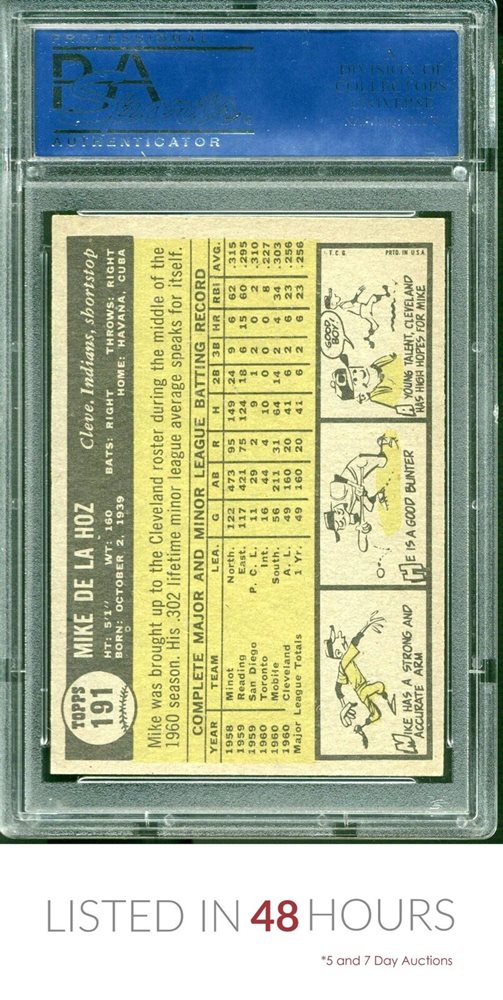 PROFESSIONAL
PSA
AUTHENTICATOR
A
DIVISION OF
COLLECTORS
UNIVERSE
TOPPS
191
MIKE DE LA HOZ
Cleve. Indians, shortstop
HT: 5'1" WT: 160 BATS: RIGHT THROWS: RIGHT
BORN: OCTOBER 2, 1939 HOME: HAVANA, CUBA
Mike was brought up to the Cleveland roster during the middle of the
1960 season. His .302 lifetime minor league average speaks for itself.
COMPLETE MAJOR AND MINOR LEAGUE BATTING RECORD
YEAR TEAM LEA. G AB R H 2B 3B HR RBI AVG.
1958 Minot North. 122 473 95 149 24 9 6 62 .315
1959 Reading East. 117 421 75 124 18 6 15 60 .295
1959 San Diego P. C. L. 11 29 2 9 1 0 0 2 .310
1960 Toronto Int. 16 44 4 10 0 2 0 8 .227
1960 Mobile South. 56 211 31 64 14 2 4 34 .303
1960 Cleveland A. L. 49 160 20 41 6 2 6 23 .256
Major League Totals 1 Yr. 49 160 20 41 6 2 6 23 .256
MIKE HAS A STRONG AND
ACCURATE ARM
HE IS A GOOD BUNTER
GOOD
BOY!
A YOUNG TALENT, CLEVELAND
HAS HIGH HOPES FOR MIKE
T.C.G. PRTD. IN U.S.A
LISTED IN 48 HOURS
*5 and 7 Day Auctions